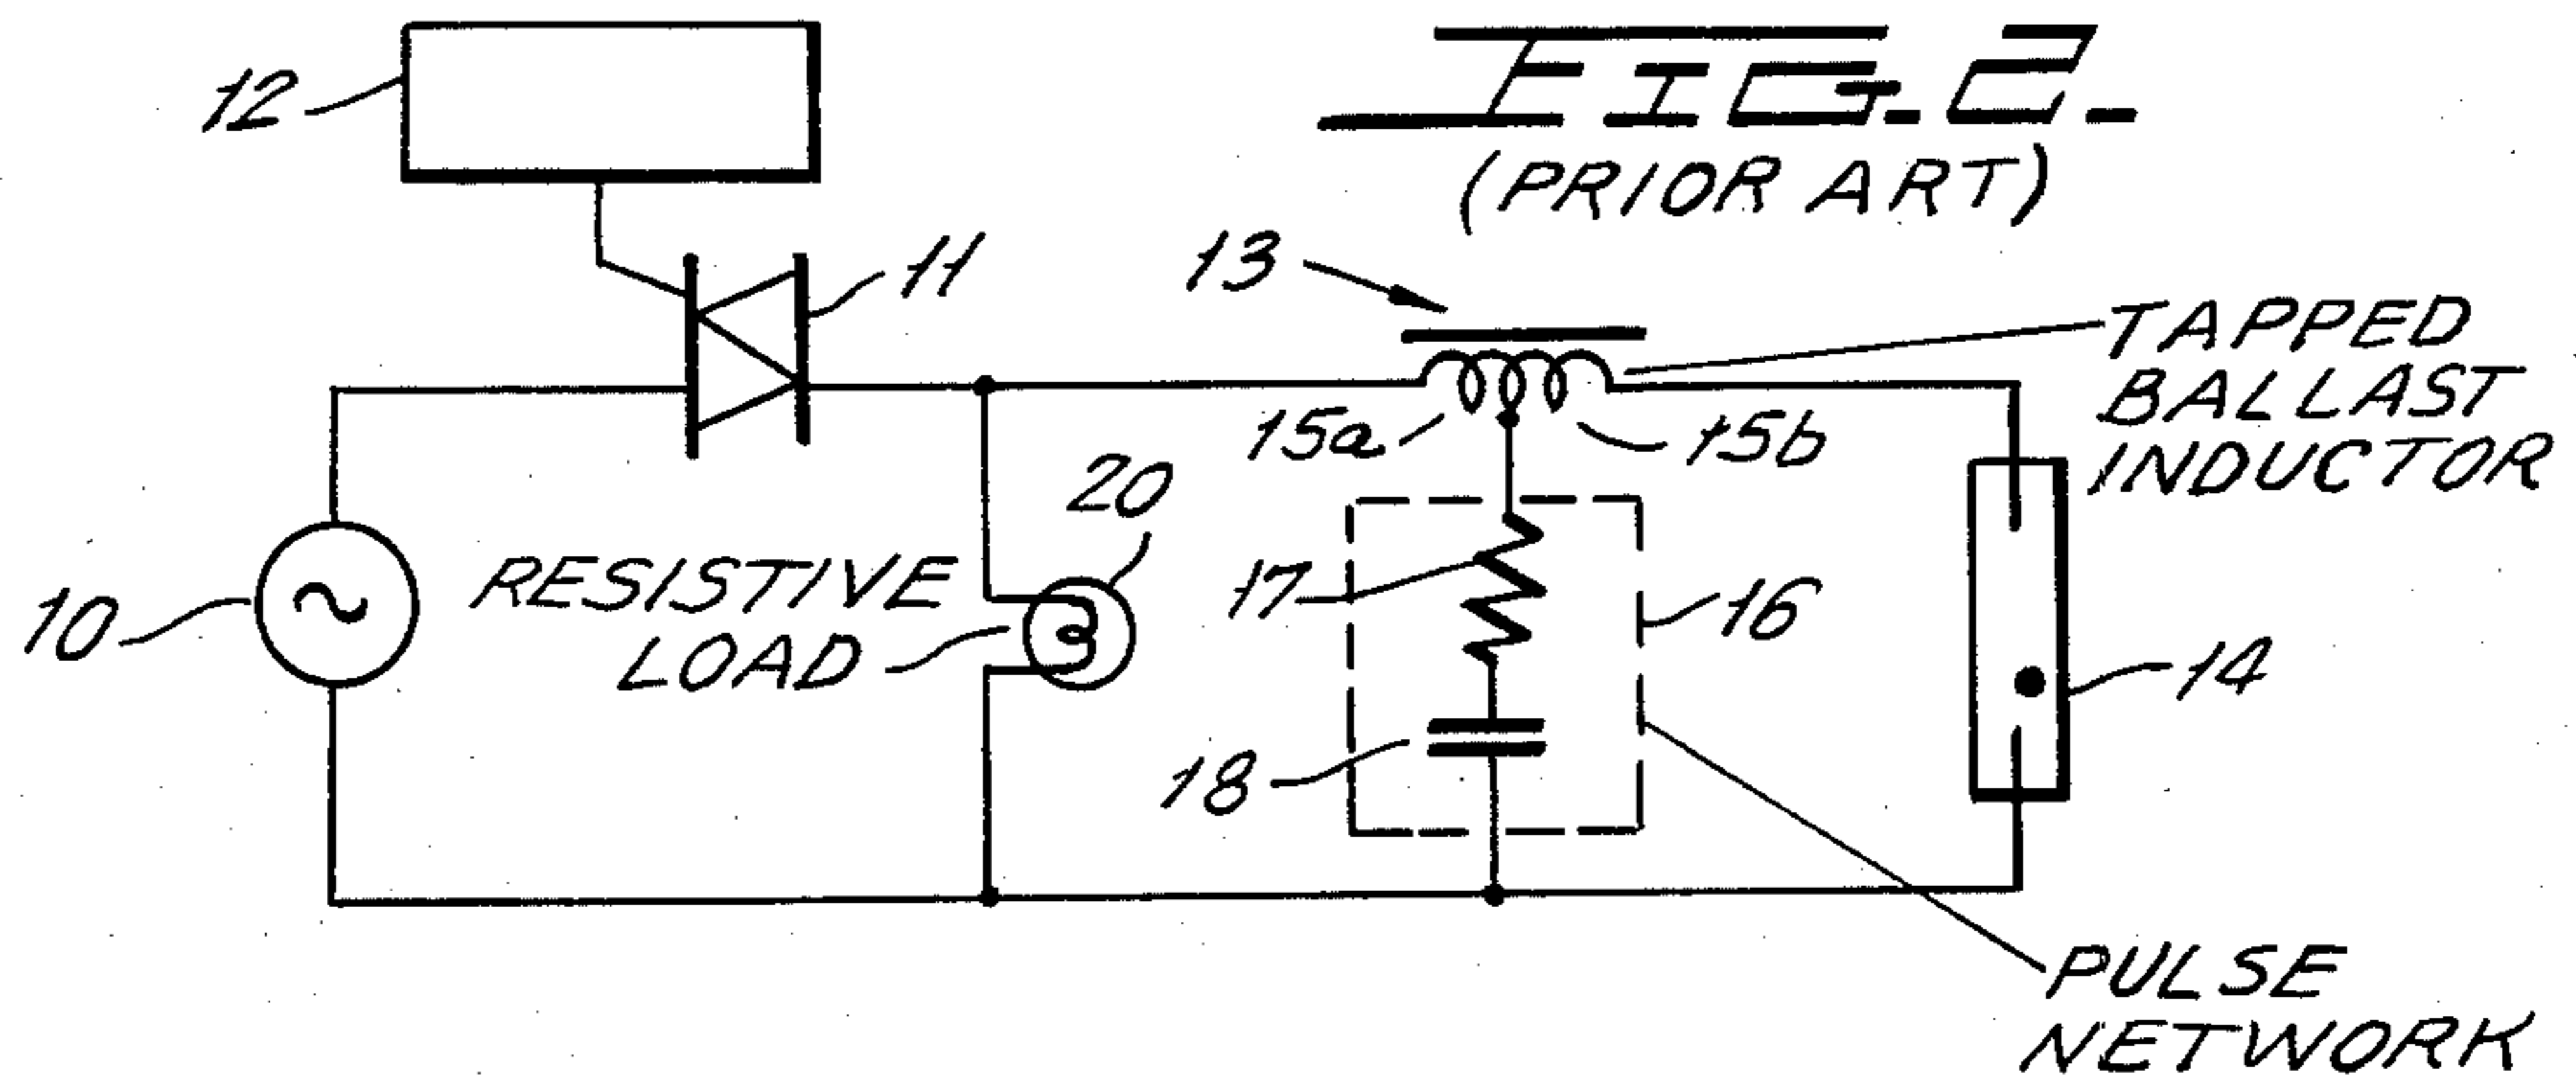 FIG. 2.
(PRIOR ART)
12
11
13
TAPPED
BALLAST
INDUCTOR
15a
15b
20
RESISTIVE
LOAD
10
17
16
14
18
PULSE
NETWORK